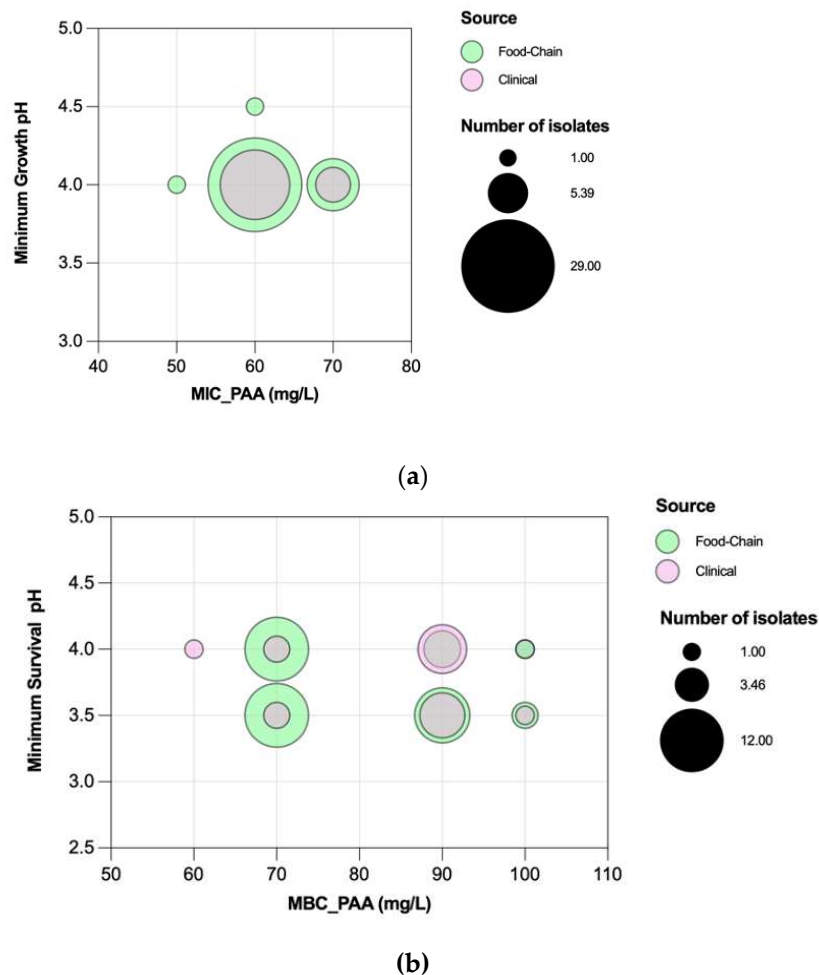 Source
Food-Chain
Clinical
Number of isolates
1.00
5.39
29.00
Minimum Growth pH
5.0
4.5
4.0
3.5
3.0
40 50 60 70 80
MIC_PAA (mg/L)
(a)
Source
Food-Chain
Clinical
Number of isolates
1.00
3.46
12.00
Minimum Survival pH
5.0
4.5
4.0
3.5
3.0
2.5
50 60 70 80 90 100 110
MBC_PAA (mg/L)
(b)